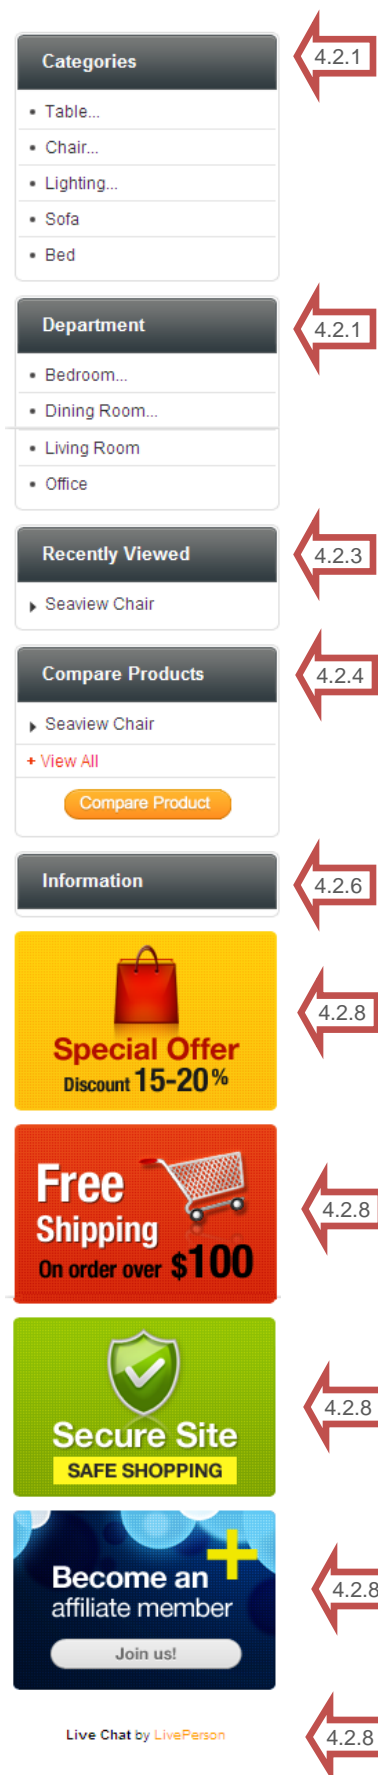 Categories
4.2.1
• Table...
• Chair...
• Lighting...
• Sofa
• Bed
Department
4.2.1
• Bedroom...
• Dining Room...
• Living Room
• Office
Recently Viewed
4.2.3
Seaview Chair
Compare Products
4.2.4
Seaview Chair
+ View All
Compare Product
Information
4.2.6
4.2.8
Special Offer
Discount 15-20%
Free
Shipping
On order over $100
4.2.8
Secure Site
SAFE SHOPPING
4.2.8
Become an
affiliate member
Join us!
4.2.8
Live Chat by LivePerson
4.2.8